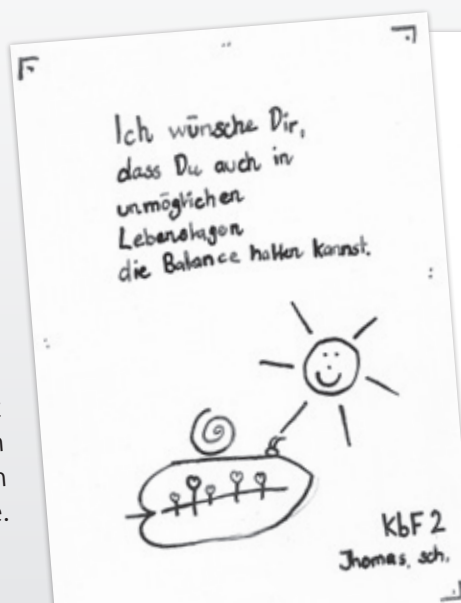 Ich wünsche Dir,
dass Du auch in
unmöglichen
Lebenslagen
die Balance halten kannst.
KbF 2
Thomas. sch.